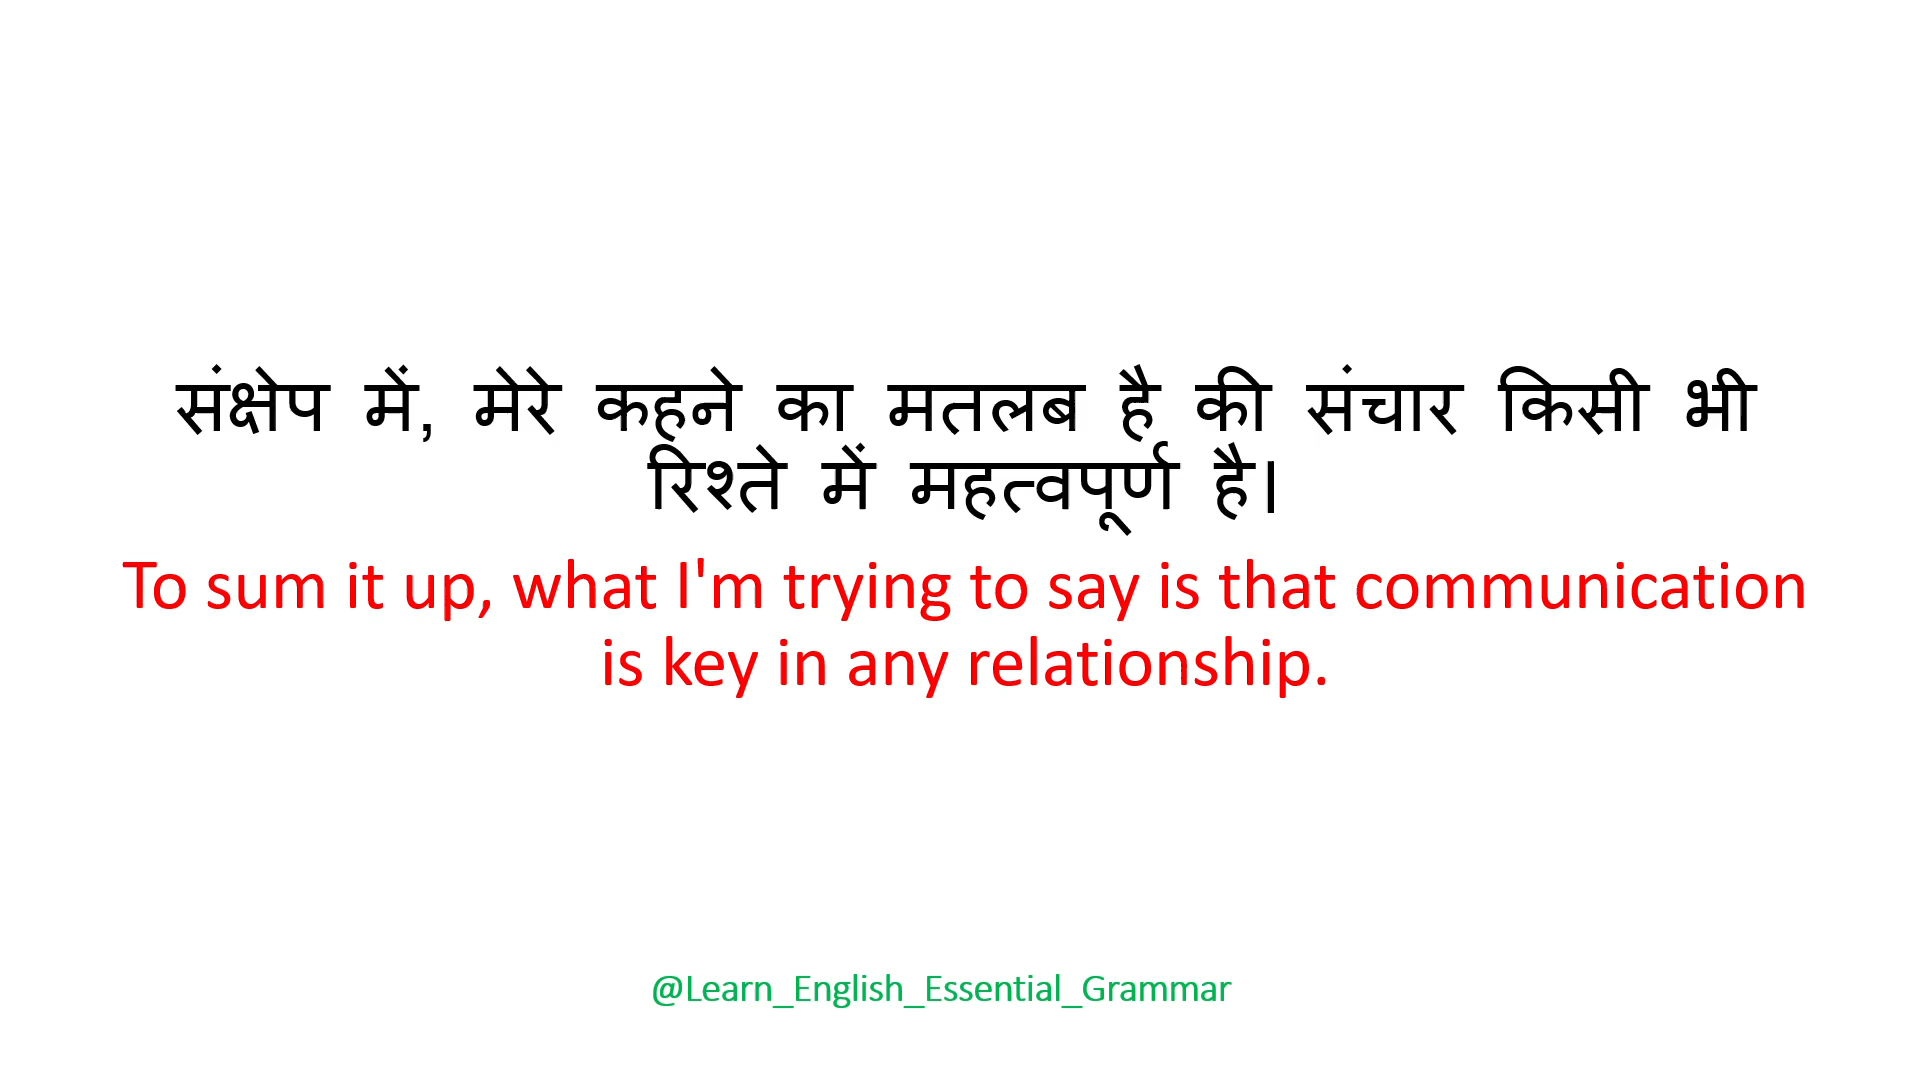 संक्षेप में, मेरे कहने का मतलब है की संचार किसी भी
रिश्ते में महत्वपूर्ण है।
To sum it up, what I'm trying to say is that communication
is key in any relationship.
@Learn_English_Essential_Grammar